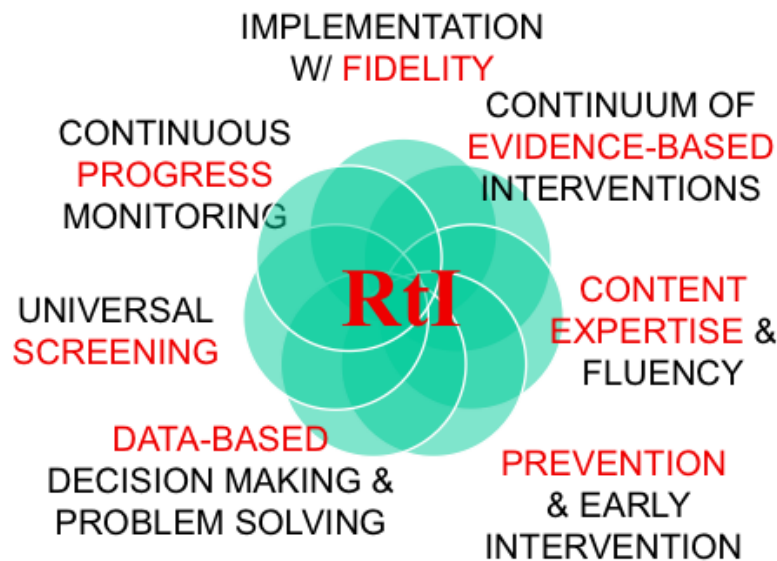 IMPLEMENTATION
W/ FIDELITY
CONTINUUM OF
EVIDENCE-BASED
INTERVENTIONS
CONTINUOUS
PROGRESS
MONITORING
RtI
CONTENT
EXPERTISE &
FLUENCY
UNIVERSAL
SCREENING
DATA-BASED
DECISION MAKING &
PROBLEM SOLVING
PREVENTION
& EARLY
INTERVENTION